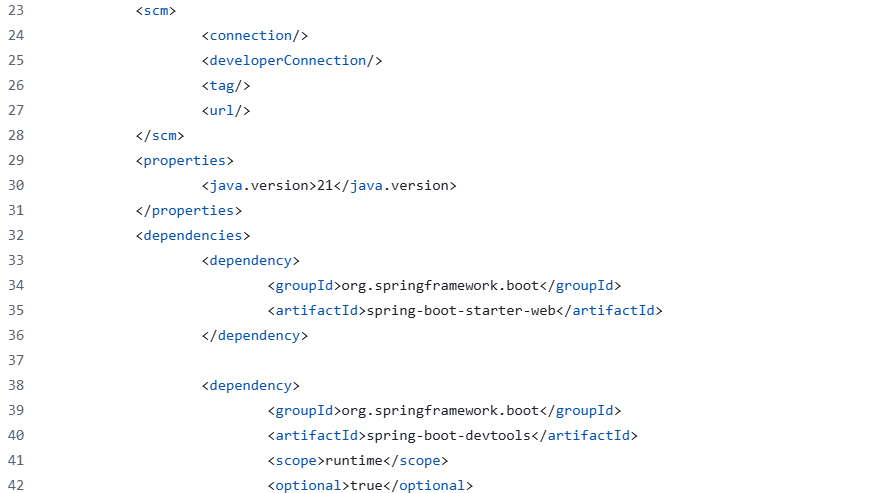 23 <scm>
24 <connection/>
25 <developerConnection/>
26 <tag/>
27 <url/>
28 </scm>
29 <properties>
30 <java.version>21</java.version>
31 </properties>
32 <dependencies>
33 <dependency>
34 <groupId>org.springframework.boot</groupId>
35 <artifactId>spring-boot-starter-web</artifactId>
36 </dependency>
37
38 <dependency>
39 <groupId>org.springframework.boot</groupId>
40 <artifactId>spring-boot-devtools</artifactId>
41 <scope>runtime</scope>
42 <optional>true</optional>